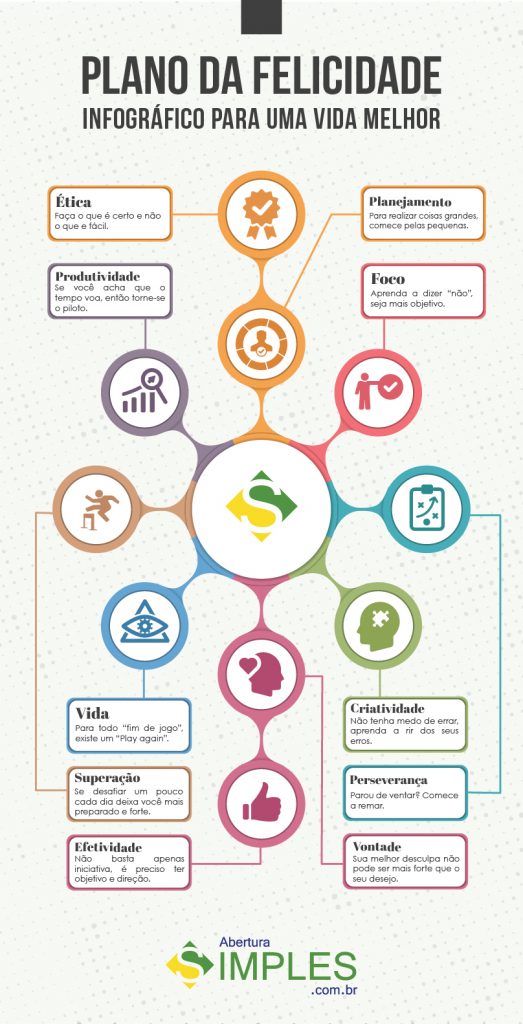 PLANO DA FELICIDADE
INFOGRÁFICO PARA UMA VIDA MELHOR
Ética
Faça o que é certo e não
o que e fácil.
Planejamento
Para realizar coisas grandes,
comece pelas pequenas.
Produtividade
Se você acha que o
tempo voa, então torne-se
o piloto.
Foco
Aprenda a dizer "não",
seja mais objetivo.
S
Vida
Para todo "fim de jogo",
existe um "Play again".
Criatividade
Não tenha medo de errar,
aprenda a rir dos seus
erros.
Superação
Se desafiar um pouco
cada dia deixa você mais
preparado e forte.
Perseverança
Parou de ventar? Comece
a remar.
Efetividade
Não basta apenas
iniciativa, é preciso ter
objetivo e direção.
Vontade
Sua melhor desculpa não
pode ser mais forte que o
seu desejo.
Abertura
SIMPLES
.com.br